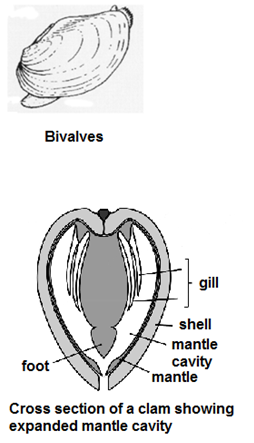 Bivalves
gill
shell
mantle
cavity
foot
mantle
Cross section of a clam showing
expanded mantle cavity